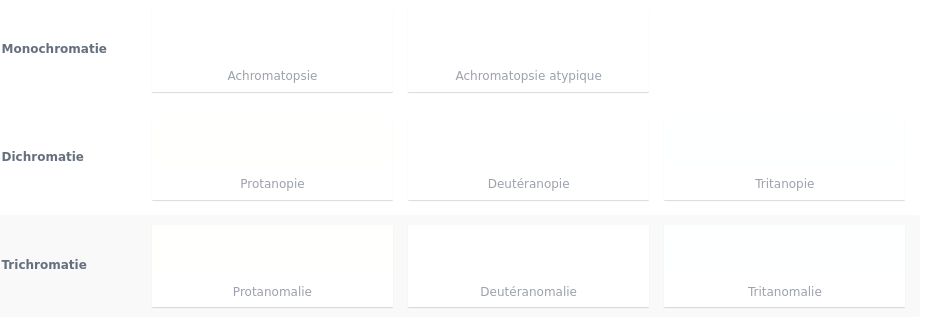 Monochromatie
Achromatopsie
Achromatopsie atypique
Dichromatie
Protanopie
Deutéranopie
Tritanopie
Trichromatie
Protanomalie
Deutéranomalie
Tritanomalie